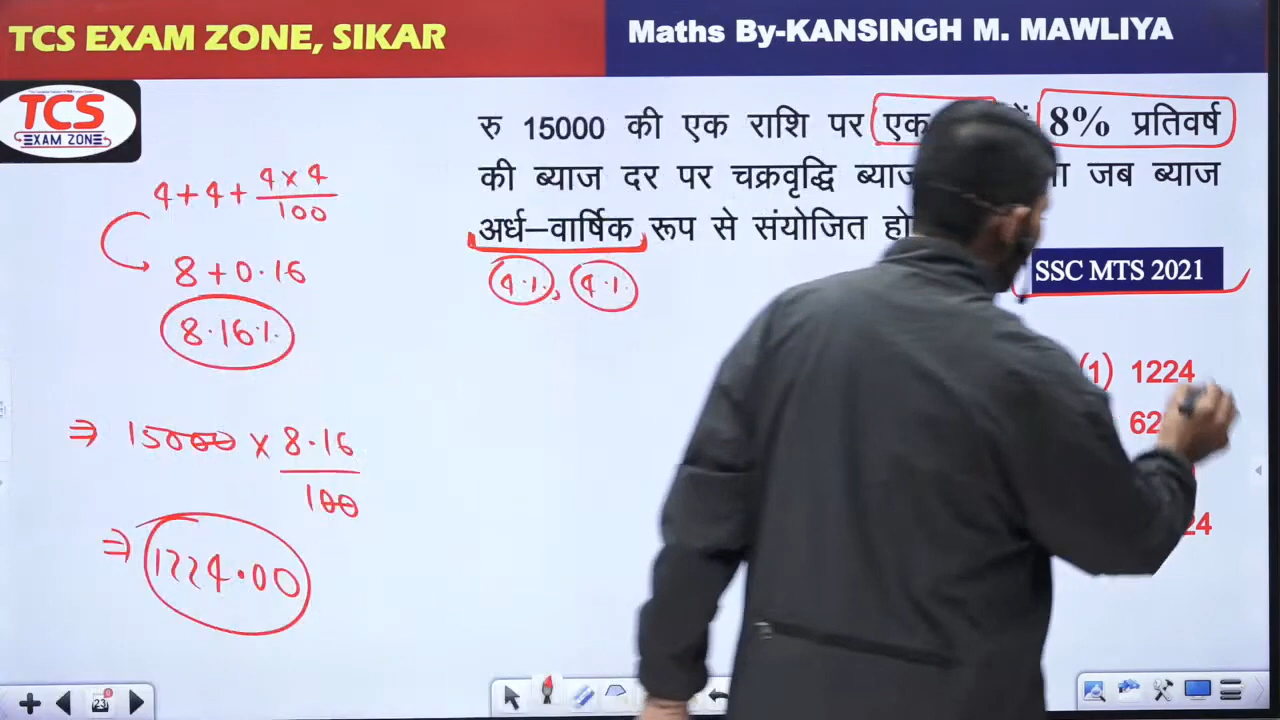 TCS EXAM ZONE, SIKAR
Maths By-KANSINGH M. MAWLIYA
TCS
EXAM ZONE
रु 15000 की एक राशि पर एक 8% प्रतिवर्ष
की ब्याज दर पर चक्रवृद्धि ब्याज जब ब्याज
अर्ध–वार्षिक रूप से संयोजित हो
4%, 4%
SSC MTS 2021
(1) 1224
4+4+4×4/100
8+0.16
8.16%
⇒ 15000 × 8.16/100
⇒ 1224.00
23